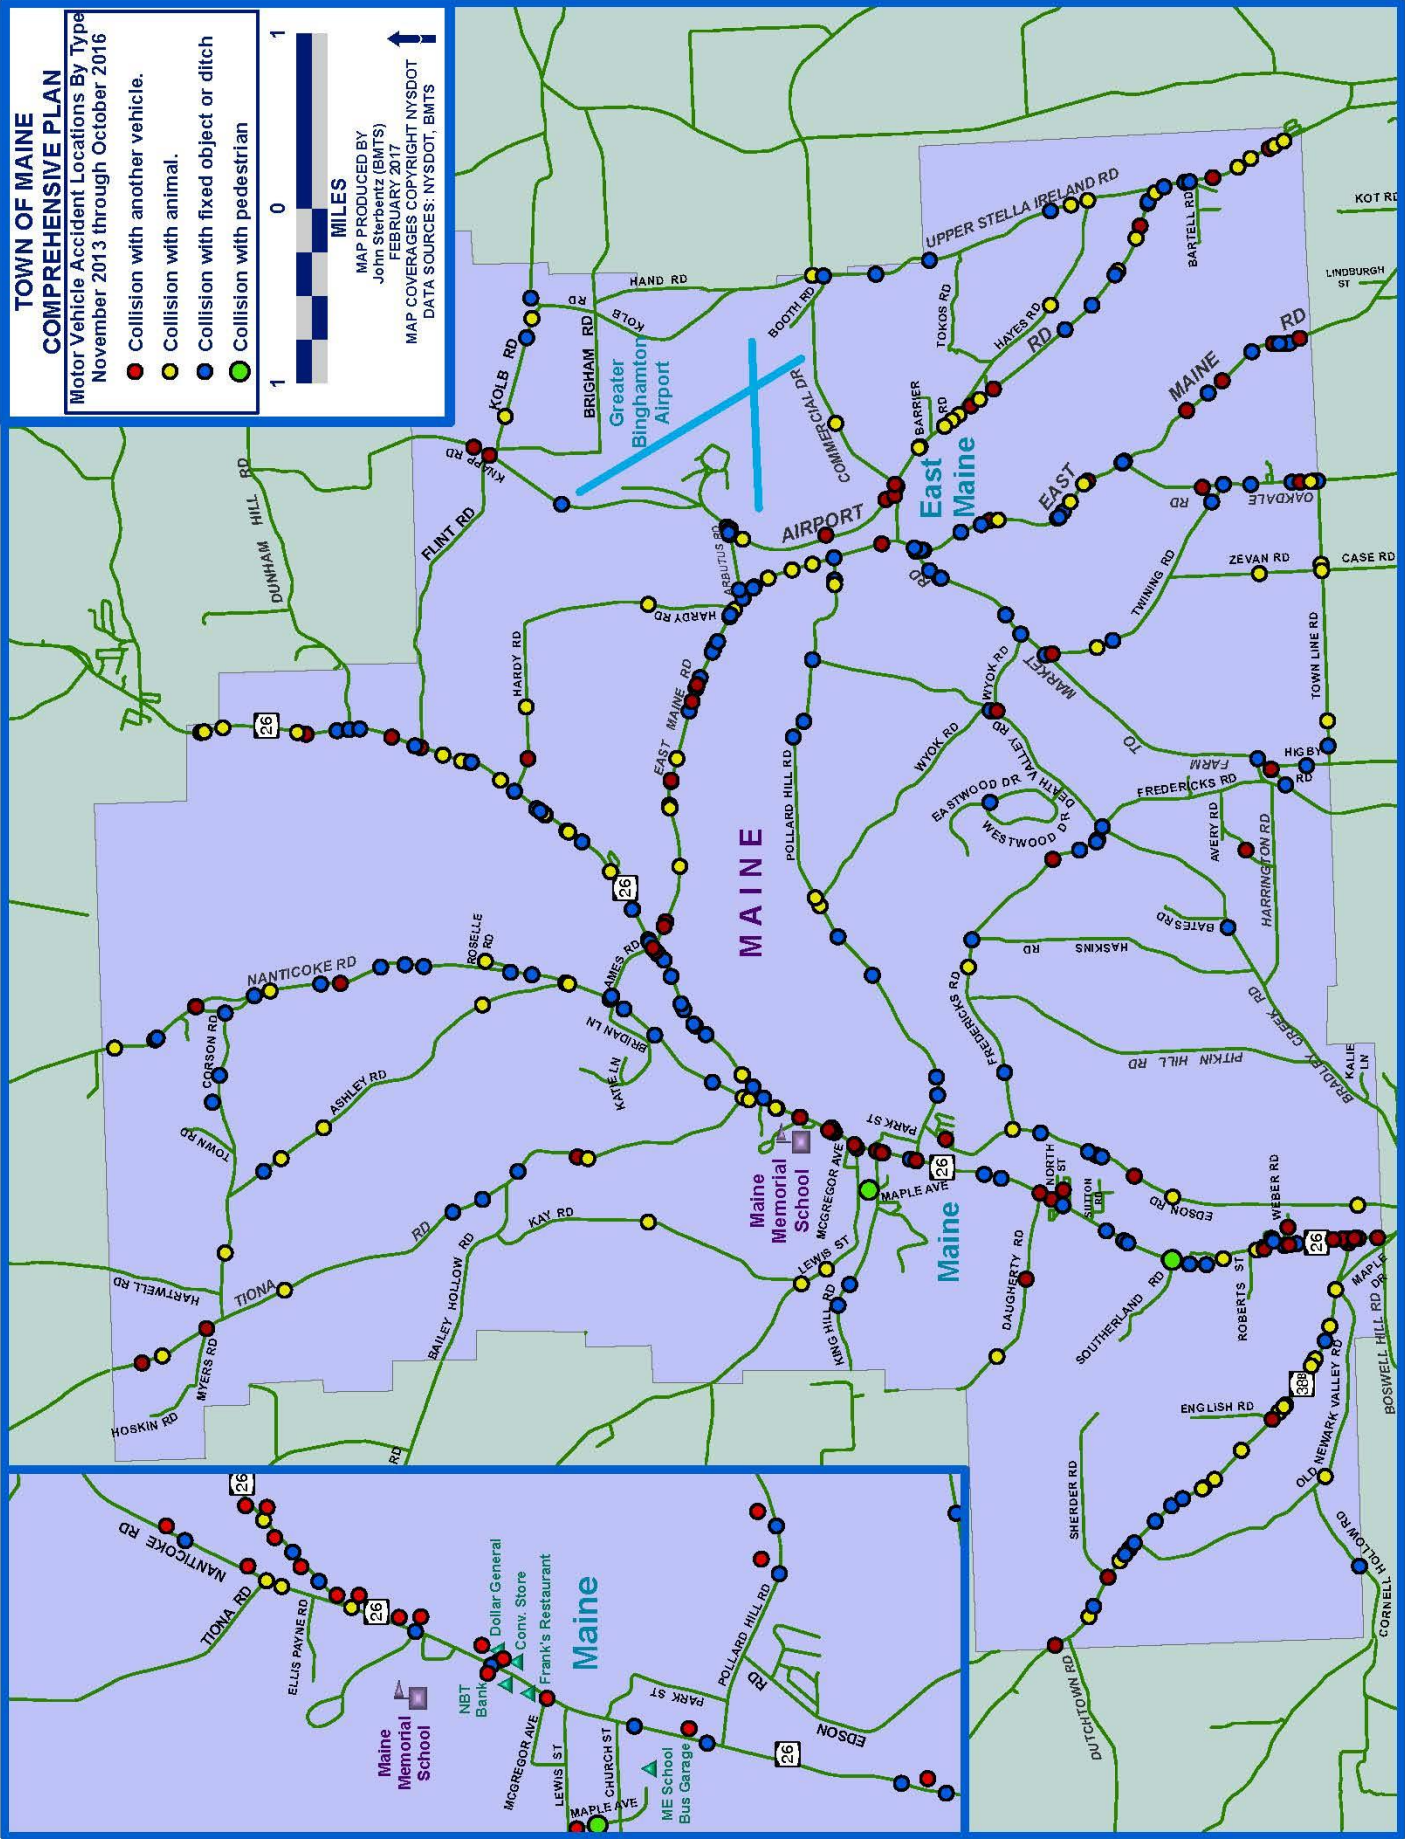 TOWN OF MAINE
COMPREHENSIVE PLAN
Motor Vehicle Accident Locations By Type
November 2013 through October 2016
Collision with another vehicle.
Collision with animal.
Collision with fixed object or ditch
Collision with pedestrian
1
0
1
MILES
MAP PRODUCED BY
John Sterbentz (BMTS)
FEBRUARY 2017
MAP COVERAGES COPYRIGHT NYSDOT
DATA SOURCES: NYSDOT, BMTS
DUNHAM HILL RD
FLINT RD
KNAPP RD
KOLB RD
KOLB
RD
BRIGHAM RD
HAND RD
Greater
Binghamton
Airport
BOOTH RD
COMMERCIAL DR
AIRPORT
RD
UPPER STELLA IRELAND RD
TOKOS RD
HAYES RD
BARTELL RD
BARRIER
RD
East
Maine
EAST
MAINE
RD
KOT RD
LINDBURGH
ST
OAKDALE
RD
ZEVAN RD
CASE RD
TWINING RD
TOWN LINE RD
ARBUTUS RD
HARDY RD
HARDY RD
EAST MAINE RD
26
26
MAINE
POLLARD HILL RD
WYOK RD
WYOK RD
RD
MARKET
TO
FARM
HIGBY
RD
DEATH VALLEY RD
EASTWOOD DR
WESTWOOD DR
FREDERICKS RD
AVERY RD
HARRINGTON RD
BATES RD
HASKINS
RD
FREDERICKS RD
PITKIN HILL RD
BRADLEY CREEK RD
KALIE
LN
NANTICOKE RD
ROSELLE
RD
AMES RD
BRIDAN LN
KATIE LN
CORSON RD
ASHLEY RD
TOWN RD
HARTWELL RD
TIONA
RD
MYERS RD
HOSKIN RD
BAILEY HOLLOW RD
RD
KAY RD
Maine
Memorial
School
MCGREGOR AVE
PARK ST
MAPLE AVE
26
LEWIS ST
KING HILL RD
Maine
NORTH
ST
SUTTON
RD
DAUGHERTY RD
EDSON RD
WEBER RD
SOUTHERLAND RD
ROBERTS ST
26
MAPLE
DR
BOSWELL HILL RD
38B
OLD NEWARK VALLEY RD
ENGLISH RD
SHERDER RD
DUTCHTOWN RD
CORNELL
HOLLOW RD
26
NANTICOKE RD
TIONA RD
ELLIS PAYNE RD
26
Maine
Memorial
School
NBT
Bank
Dollar General
Conv. Store
Frank's Restaurant
Maine
MCGREGOR AVE
LEWIS ST
CHURCH ST
MAPLE AVE
PARK ST
ME School
Bus Garage
POLLARD HILL RD
EDSON
RD
26